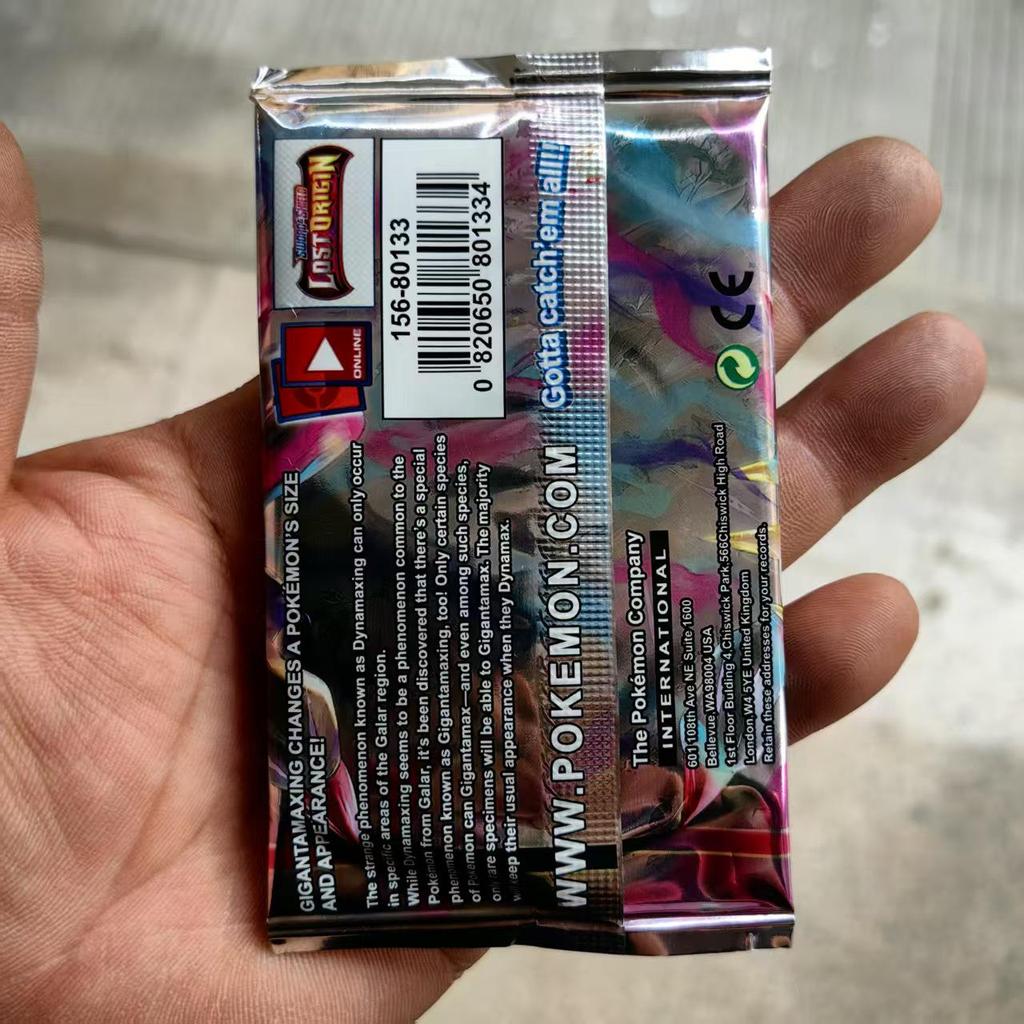 GIGANTAMAXING CHANGES A POKÉMON'S SIZE
AND APPEARANCE!
The strange phenomenon known as Dynamaxing can only occur
in specific areas of the Galar region.
While Dynamaxing seems to be a phenomenon common to the
Pokémon from Galar, it's been discovered that there's a special
phenomenon known as Gigantamaxing, too! Only certain species
of Pokémon can Gigantamax—and even among such species,
only rare specimens will be able to Gigantamax. The majority
keep their usual appearance when they Dynamax.
ONLINE
SWORD & SHIELD
LOST ORIGIN
156-80133
0 820650 801334
WWW.POKEMON.COM
Gotta catch'em all!
The Pokémon Company
INTERNATIONAL
601 108th Ave NE. Suite 1600
Bellevue.WA98004 USA
1st Floor Bulding 4.Chiswick Park.566Chiswick High Road
London.W4 5YE United Kingdom
Retain these addresses for your records.
CE